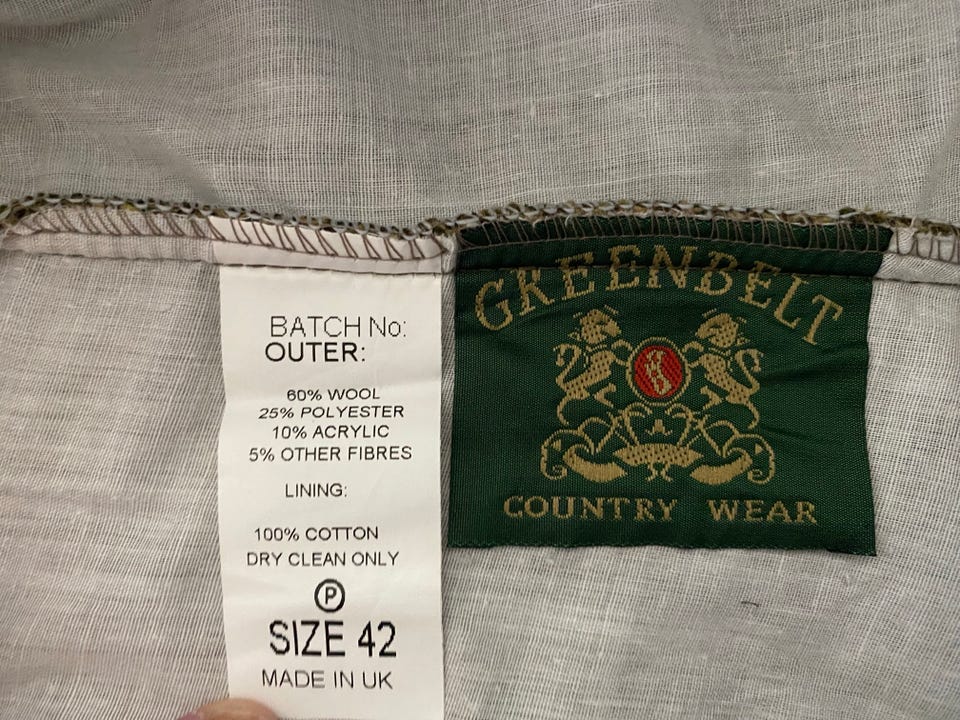 BATCH No:
OUTER:
60% WOOL
25% POLYESTER
10% ACRYLIC
5% OTHER FIBRES
LINING:
100% COTTON
DRY CLEAN ONLY
P
SIZE 42
MADE IN UK
GREENBELT
COUNTRY WEAR